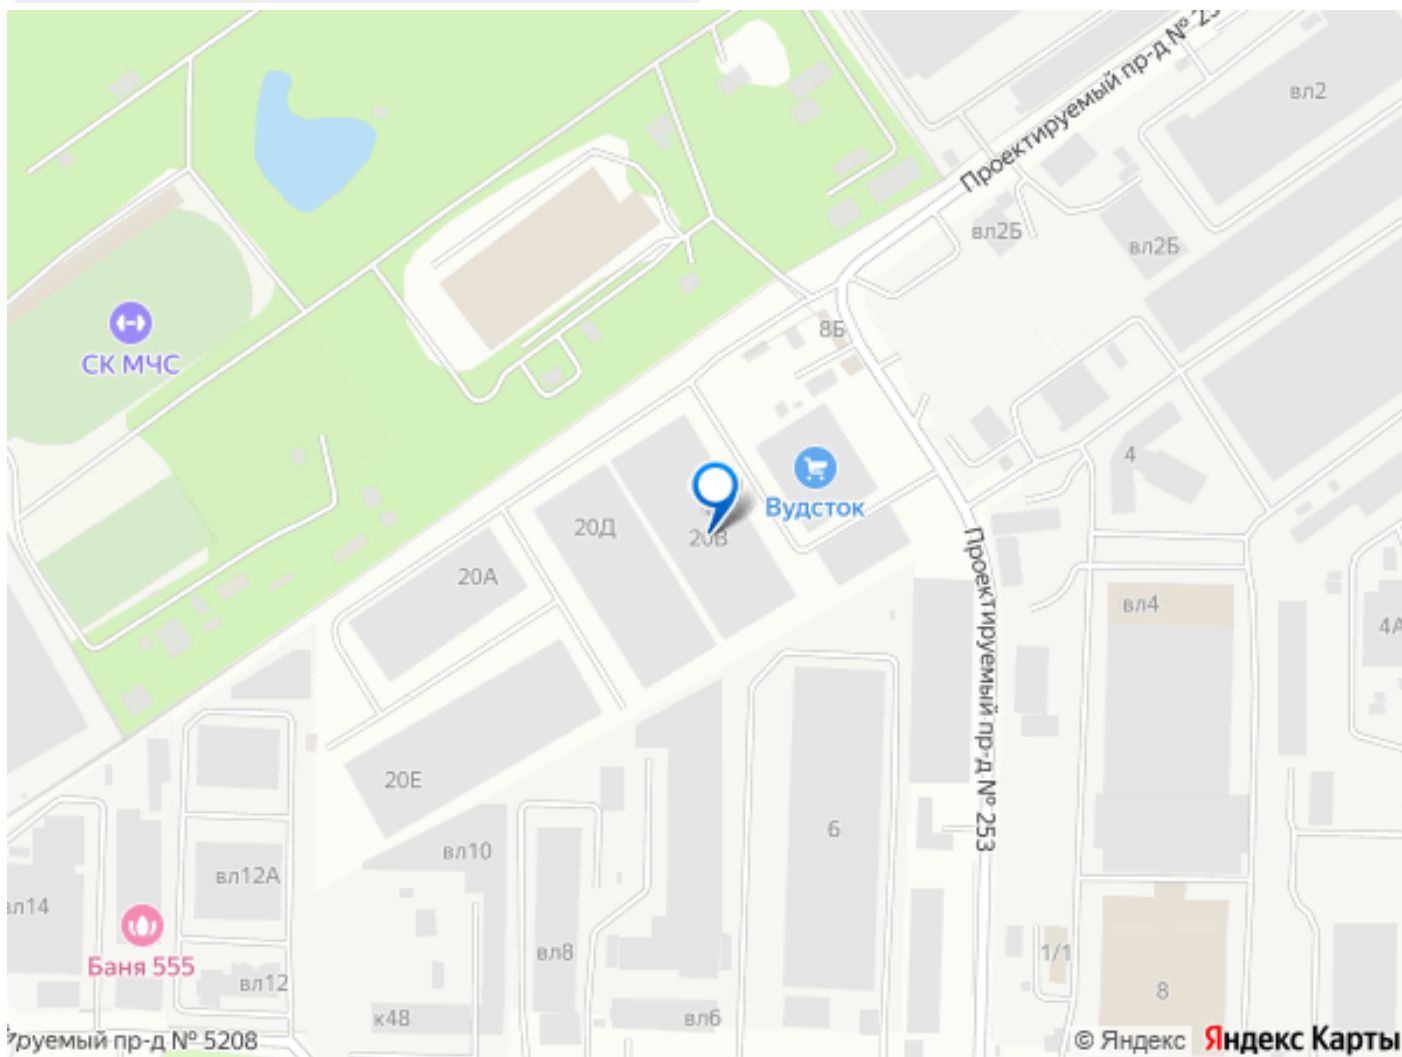 Проектируемый пр-д №
вл2
вл2Б
вл2Б
СК МЧС
8Б
4
Вудсток
20Д
20В
20А
Проектируемый пр-д № 253
вл4
4А
20Е
6
вл10
вл12А
вл14
Баня 555
вл8
1/1
вл12
8
к48
вл6
руемый пр-д № 5208
© Яндекс Яндекс Карты